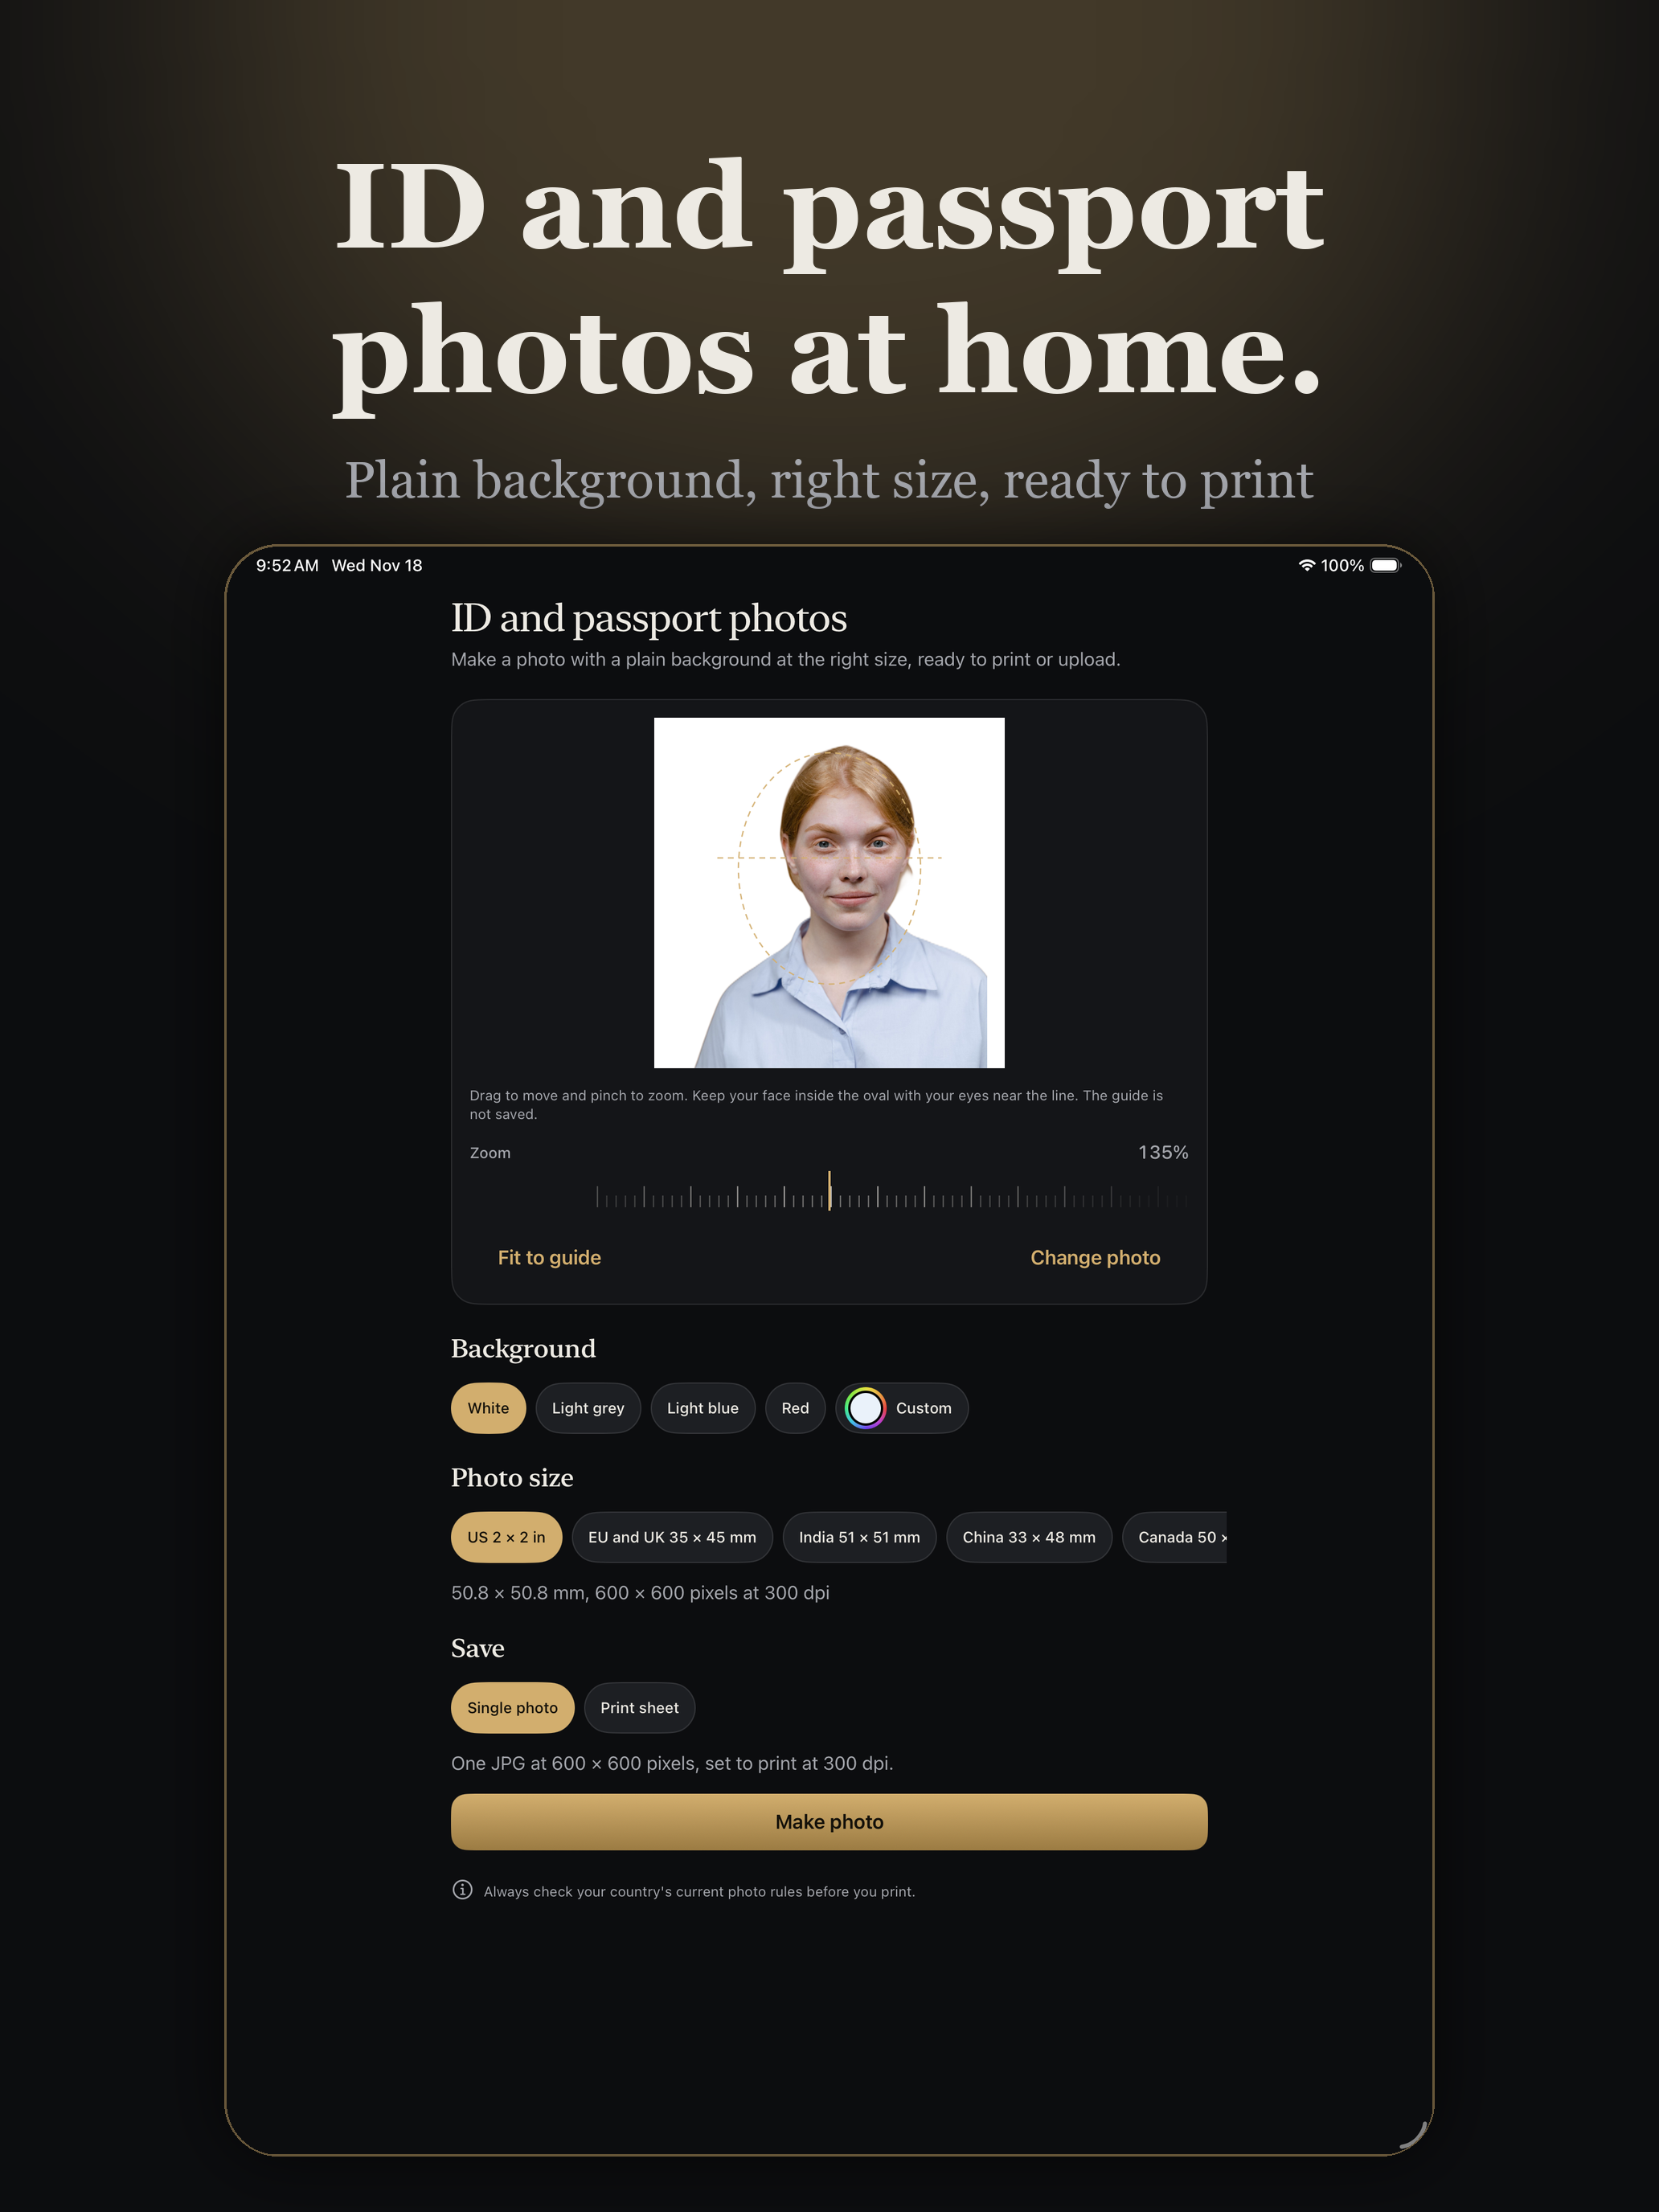 ID and passport
photos at home.
Plain background, right size, ready to print
9:52 AM Wed Nov 18
100%
ID and passport photos
Make a photo with a plain background at the right size, ready to print or upload.
Drag to move and pinch to zoom. Keep your face inside the oval with your eyes near the line. The guide is
not saved.
Zoom
135%
Fit to guide
Change photo
Background
White
Light grey
Light blue
Red
Custom
Photo size
US 2 × 2 in
EU and UK 35 × 45 mm
India 51 × 51 mm
China 33 × 48 mm
Canada 50 ×
50.8 × 50.8 mm, 600 × 600 pixels at 300 dpi
Save
Single photo
Print sheet
One JPG at 600 × 600 pixels, set to print at 300 dpi.
Make photo
Always check your country's current photo rules before you print.